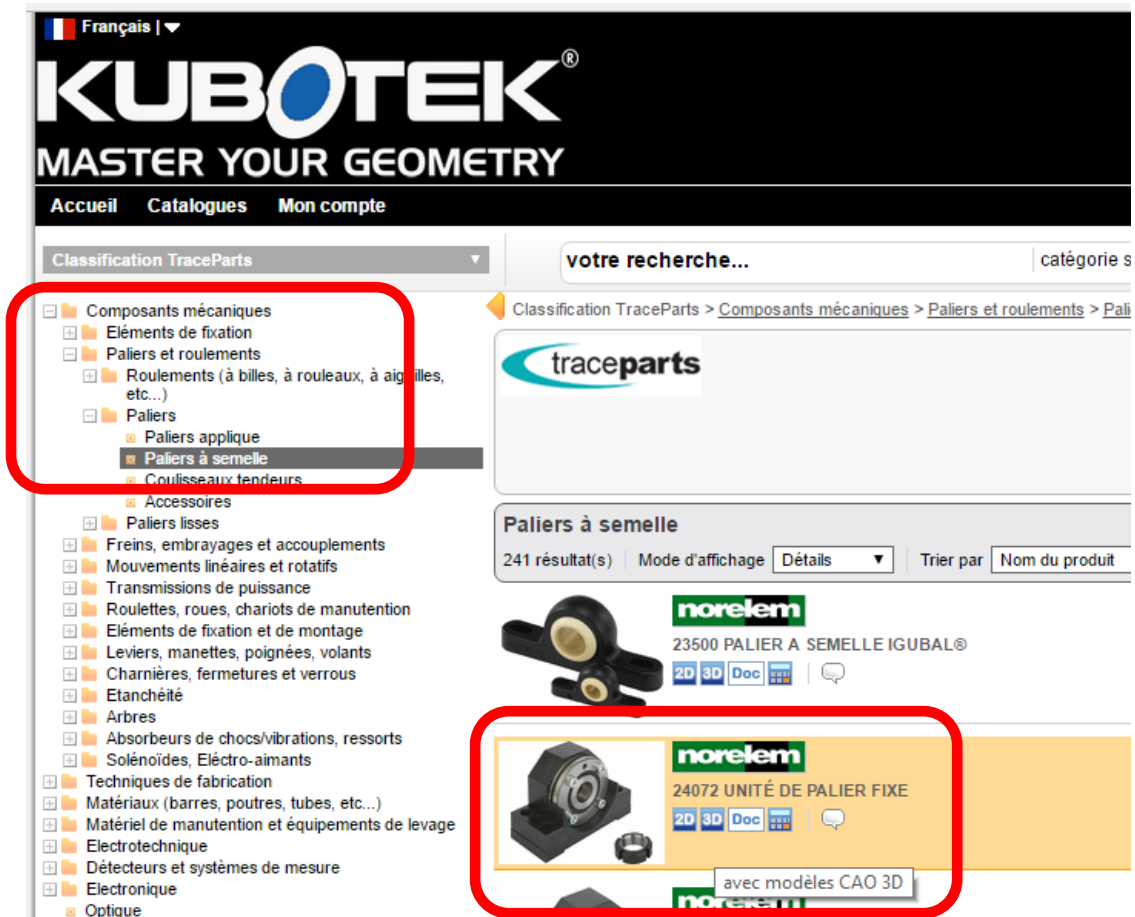 Français |
KUBOTEK®
MASTER YOUR GEOMETRY
Accueil Catalogues Mon compte
Classification TraceParts
votre recherche...
catégorie s
Composants mécaniques
Eléments de fixation
Paliers et roulements
Roulements (à billes, à rouleaux, à aiguilles,
etc...)
Paliers
Paliers applique
Paliers à semelle
Coulisseaux tendeurs
Accessoires
Paliers lisses
Freins, embrayages et accouplements
Mouvements linéaires et rotatifs
Transmissions de puissance
Roulettes, roues, chariots de manutention
Eléments de fixation et de montage
Leviers, manettes, poignées, volants
Charnières, fermetures et verrous
Etanchéité
Arbres
Absorbeurs de chocs/vibrations, ressorts
Solénoïdes, Eléctro-aimants
Techniques de fabrication
Matériaux (barres, poutres, tubes, etc...)
Matériel de manutention et équipements de levage
Electrotechnique
Détecteurs et systèmes de mesure
Electronique
Optique
Classification TraceParts > Composants mécaniques > Paliers et roulements > Pali
traceparts
Paliers à semelle
241 résultat(s) Mode d'affichage Détails Trier par Nom du produit
norelem
23500 PALIER A SEMELLE IGUBAL®
2D 3D Doc
norelem
24072 UNITÉ DE PALIER FIXE
2D 3D Doc
avec modèles CAO 3D
norelem